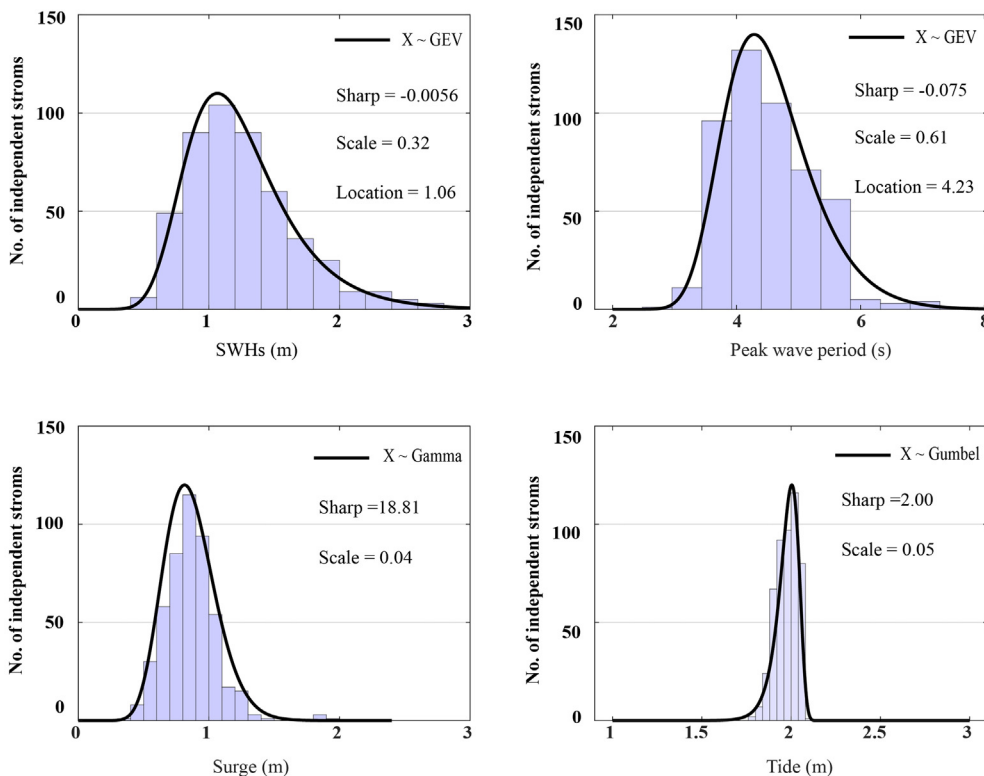 No. of independent stroms
150
100
50
0
X ~ GEV
Sharp = -0.0056
Scale = 0.32
Location = 1.06
0
1
2
3
SWHs (m)
No. of independent stroms
150
100
50
0
X ~ GEV
Sharp = -0.075
Scale = 0.61
Location = 4.23
2
4
6
8
Peak wave period (s)
No. of independent stroms
150
100
50
0
X ~ Gamma
Sharp =18.81
Scale = 0.04
0
1
2
3
Surge (m)
No. of independent stroms
150
100
50
0
X ~ Gumbel
Sharp =2.00
Scale = 0.05
1
1.5
2
2.5
3
Tide (m)